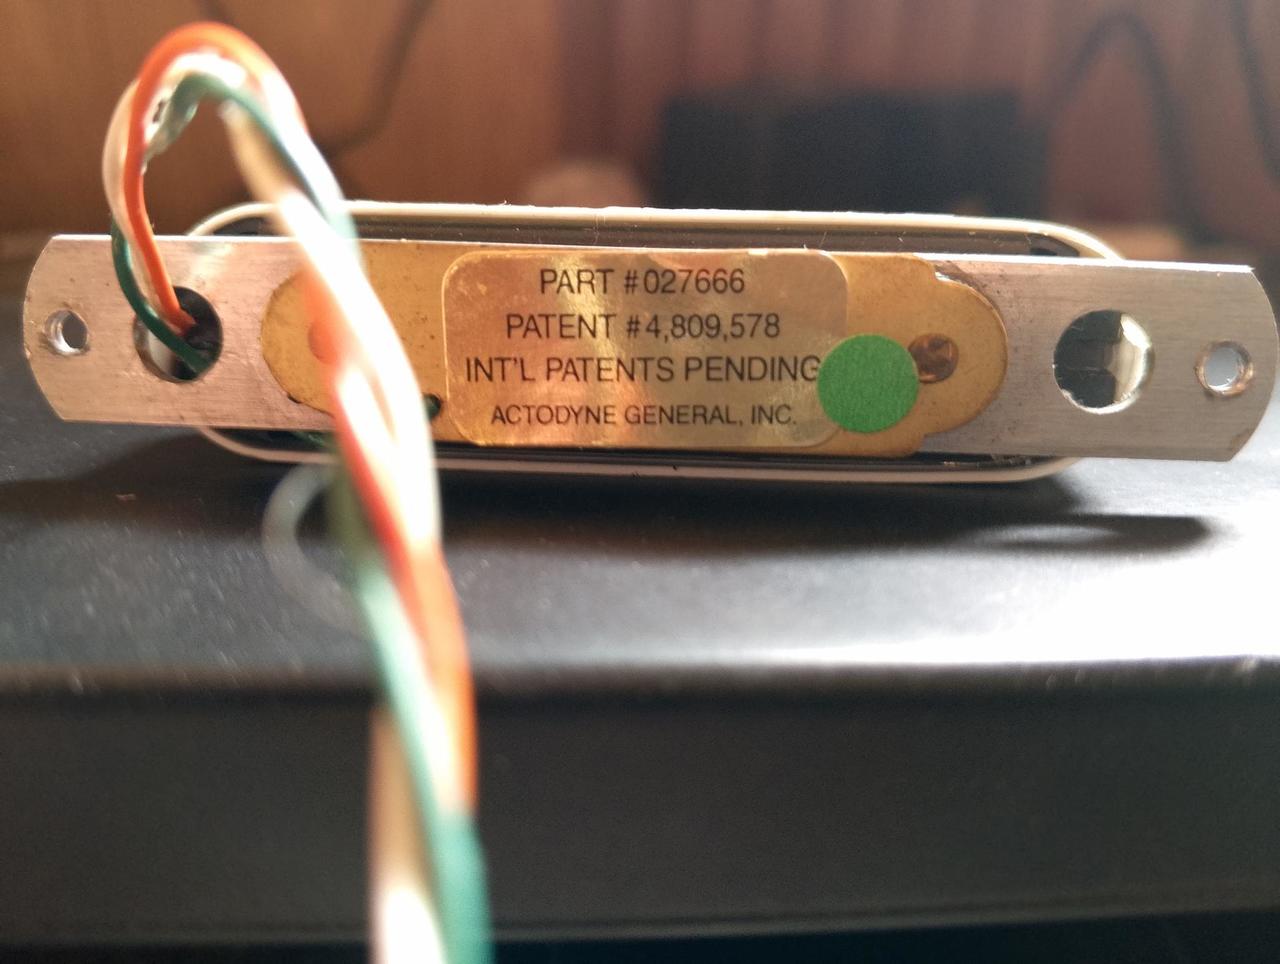 PART #027666
PATENT #4,809,578
INT'L PATENTS PENDING
ACTODYNE GENERAL, INC.